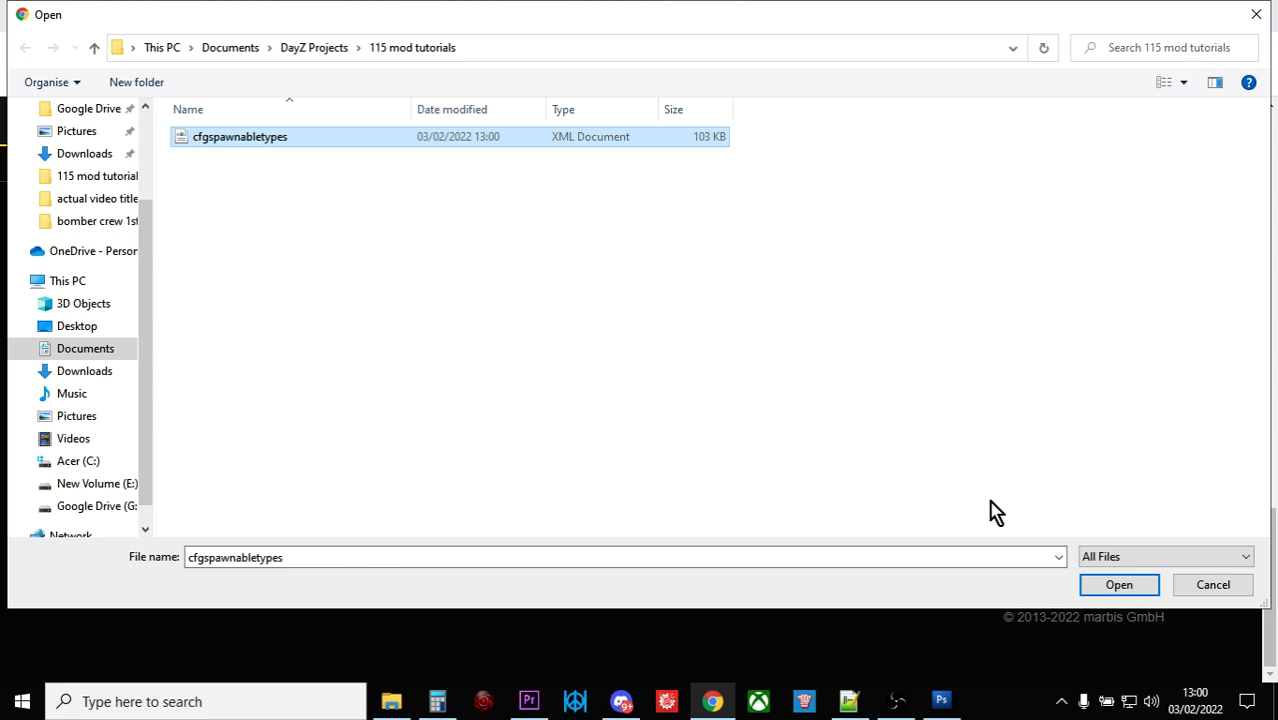 Open
This PC > Documents > DayZ Projects > 115 mod tutorials
Search 115 mod tutorials
Organise
New folder
Name
Date modified
Type
Size
cfgspawnabletypes
03/02/2022 13:00
XML Document
103 KB
Google Drive
Pictures
Downloads
115 mod tutorial
actual video title
bomber crew 1st
OneDrive - Person
This PC
3D Objects
Desktop
Documents
Downloads
Music
Pictures
Videos
Acer (C:)
New Volume (E:)
Google Drive (G:
Network
File name:
cfgspawnabletypes
All Files
Open
Cancel
© 2013-2022 marbis GmbH
Type here to search
Pr
Ps
13:00
03/02/2022